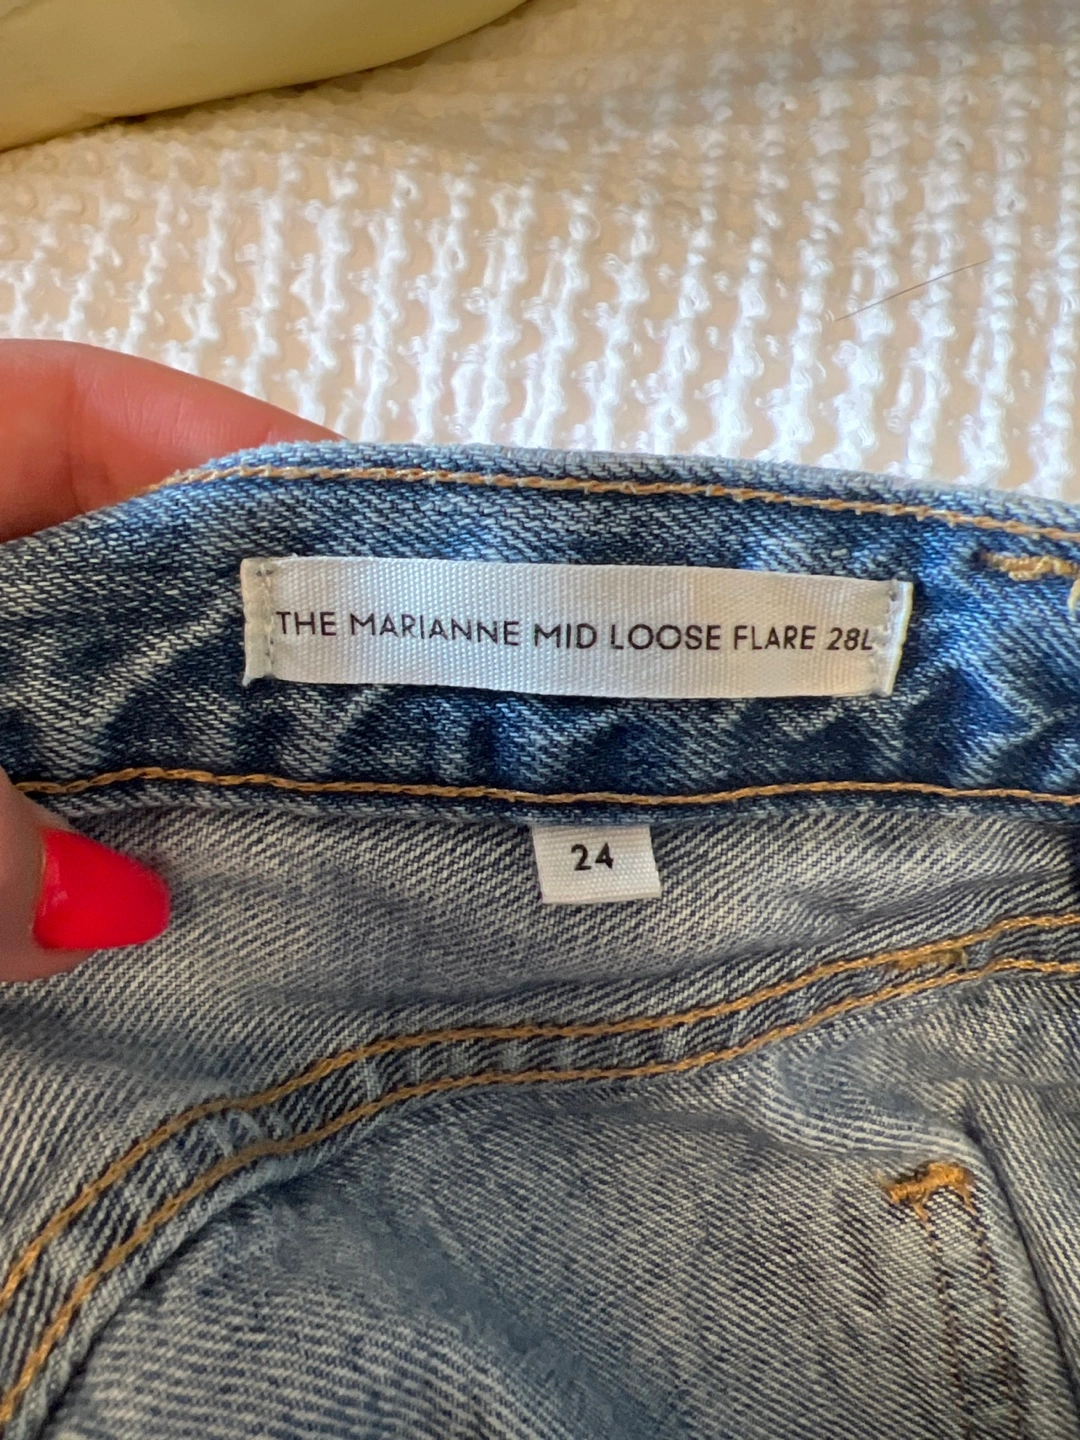 THE MARIANNE MID LOOSE FLARE 28L
24